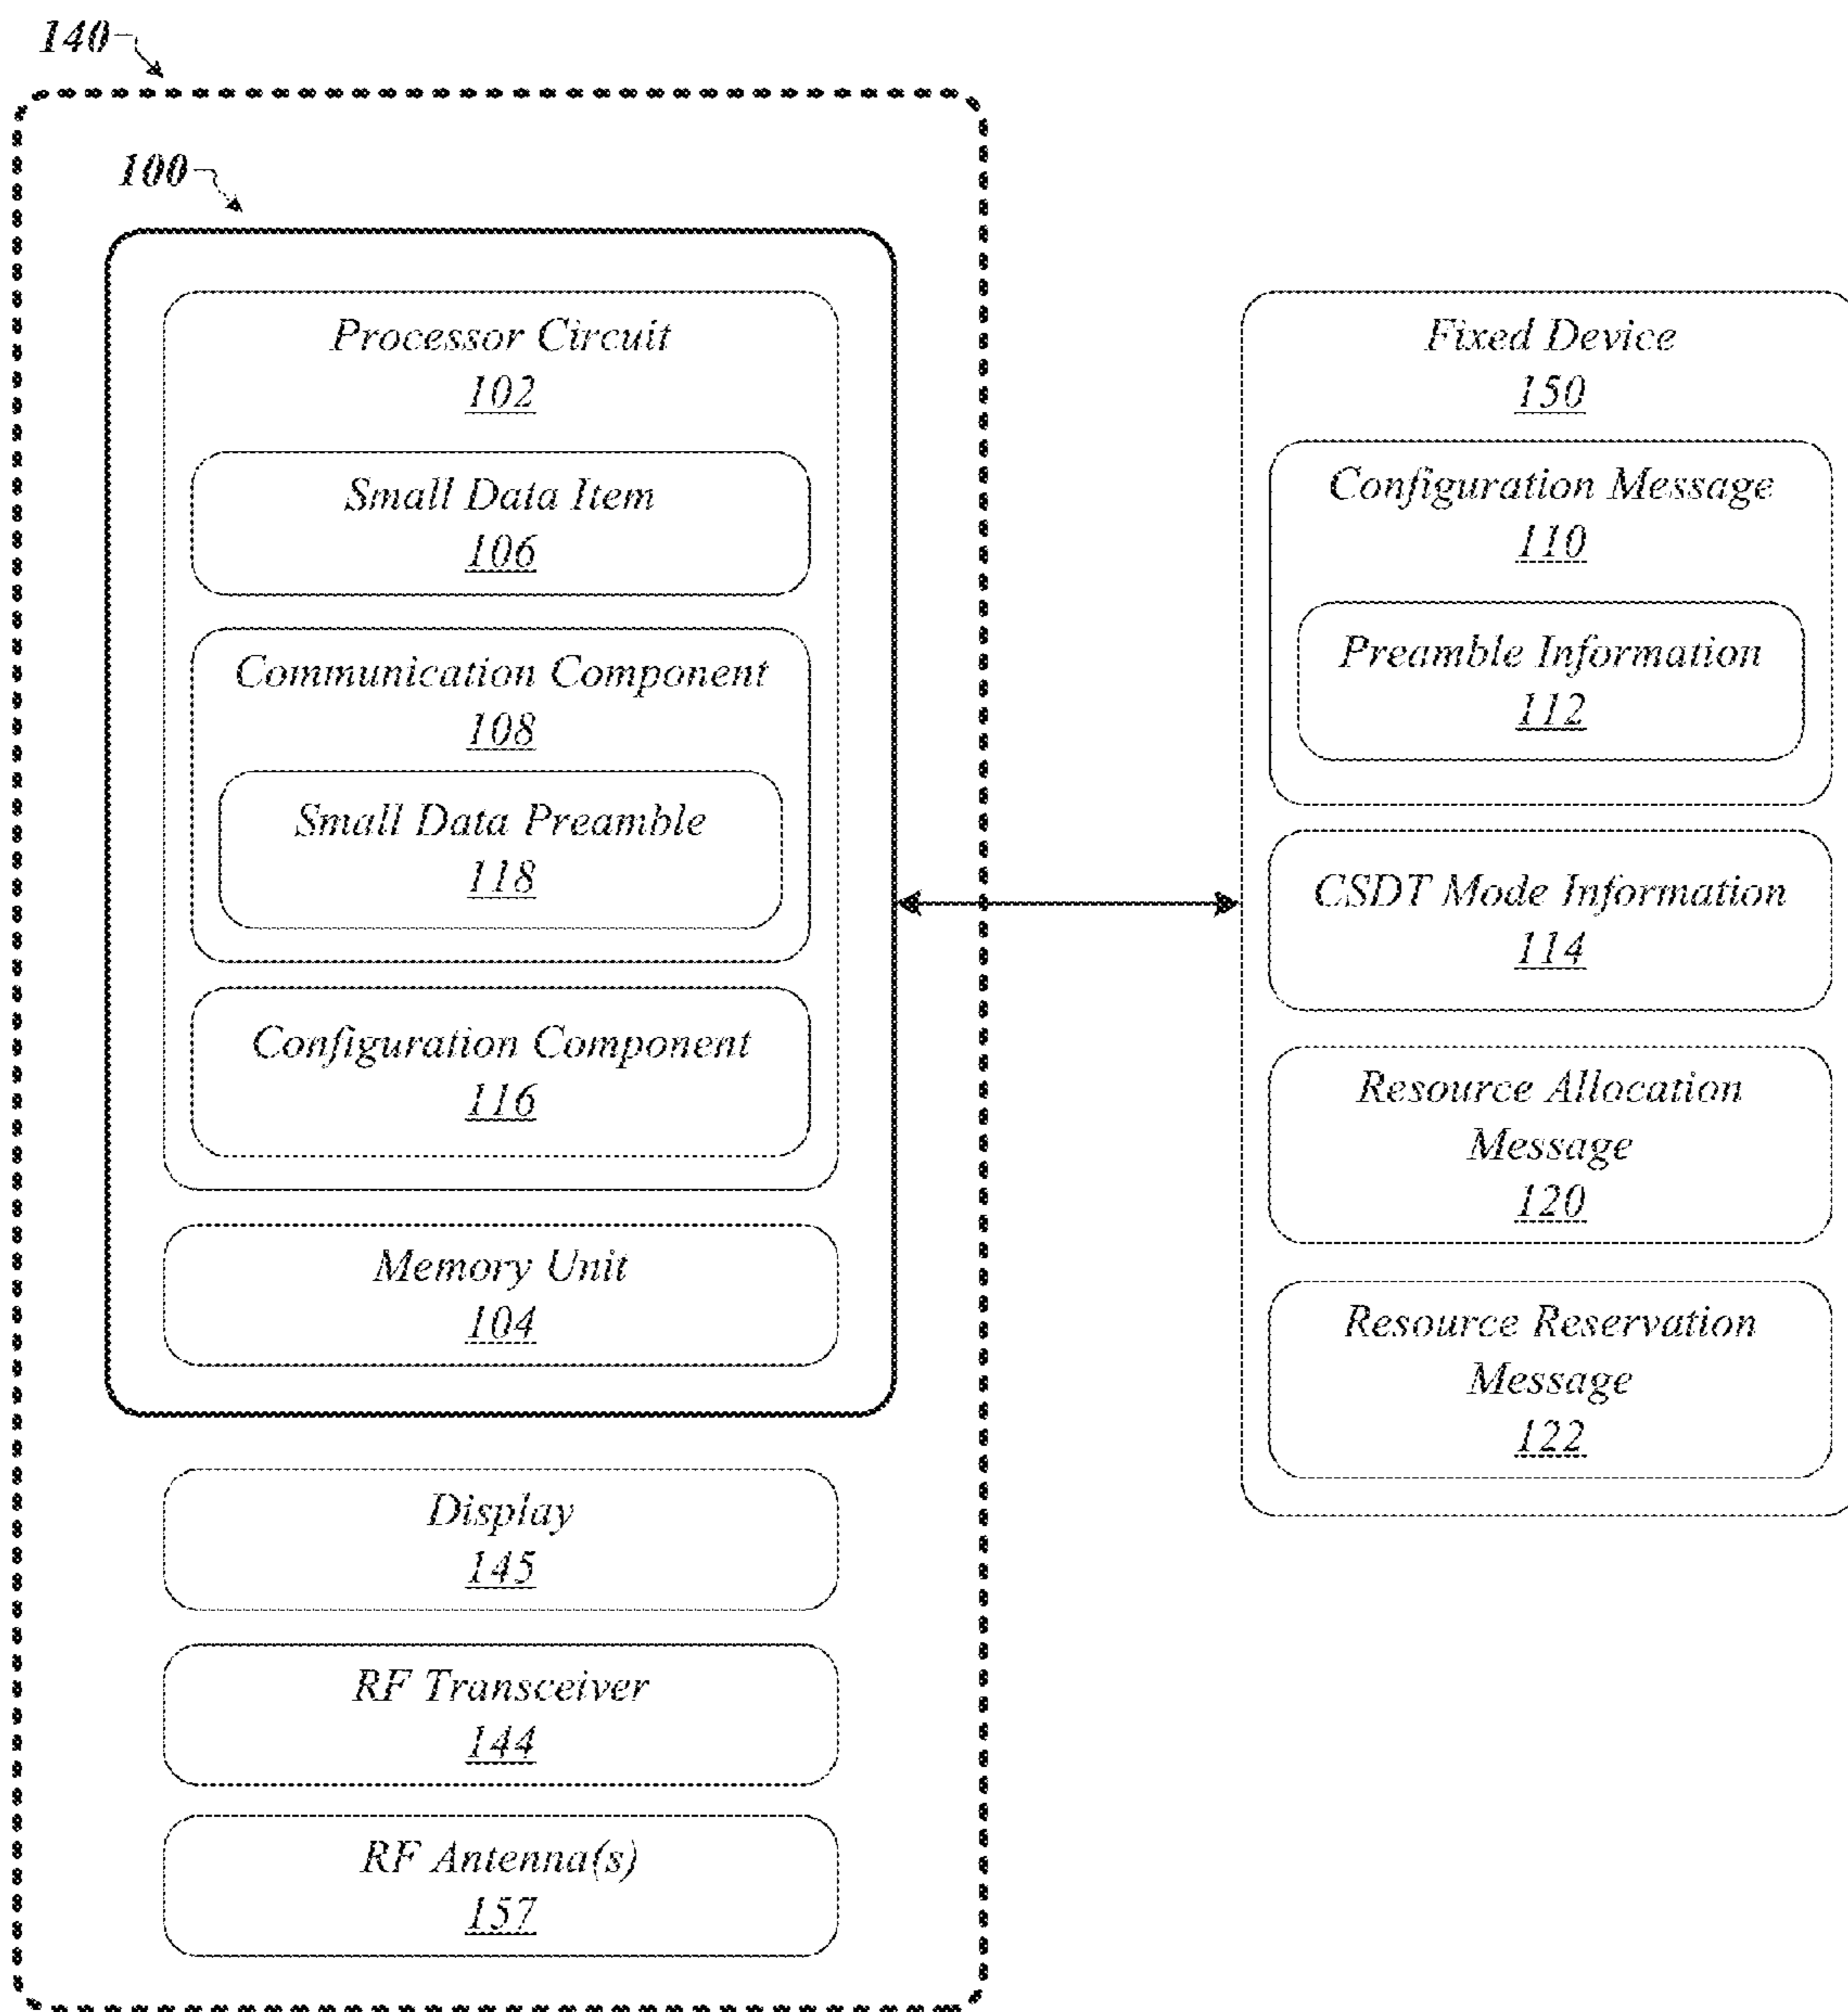 140
100
Processor Circuit
102
Small Data Item
106
Communication Component
108
Small Data Preamble
118
Configuration Component
116
Memory Unit
104
Display
145
RF Transceiver
144
RF Antenna(s)
157
Fixed Device
150
Configuration Message
110
Preamble Information
112
CSDT Mode Information
114
Resource Allocation
Message
120
Resource Reservation
Message
122